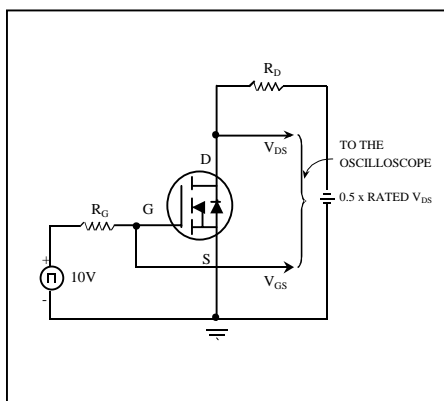 R_D
D
V_DS
TO THE
OSCILLOSCOPE
0.5 x RATED V_DS
R_G
G
S
V_GS
+
10V
-